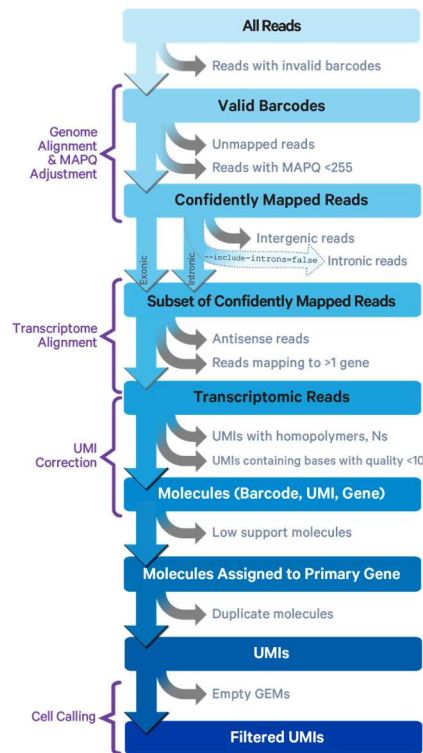 All Reads
Reads with invalid barcodes
Valid Barcodes
Genome
Alignment
& MAPQ
Adjustment
Unmapped reads
Reads with MAPQ <255
Confidently Mapped Reads
Exonic
Intronic
Intergenic reads
--include-introns=false
Intronic reads
Subset of Confidently Mapped Reads
Transcriptome
Alignment
Antisense reads
Reads mapping to >1 gene
Transcriptomic Reads
UMI
Correction
UMIs with homopolymers, Ns
UMIs containing bases with quality <10
Molecules (Barcode, UMI, Gene)
Low support molecules
Molecules Assigned to Primary Gene
Duplicate molecules
UMIs
Cell Calling
Empty GEMs
Filtered UMIs